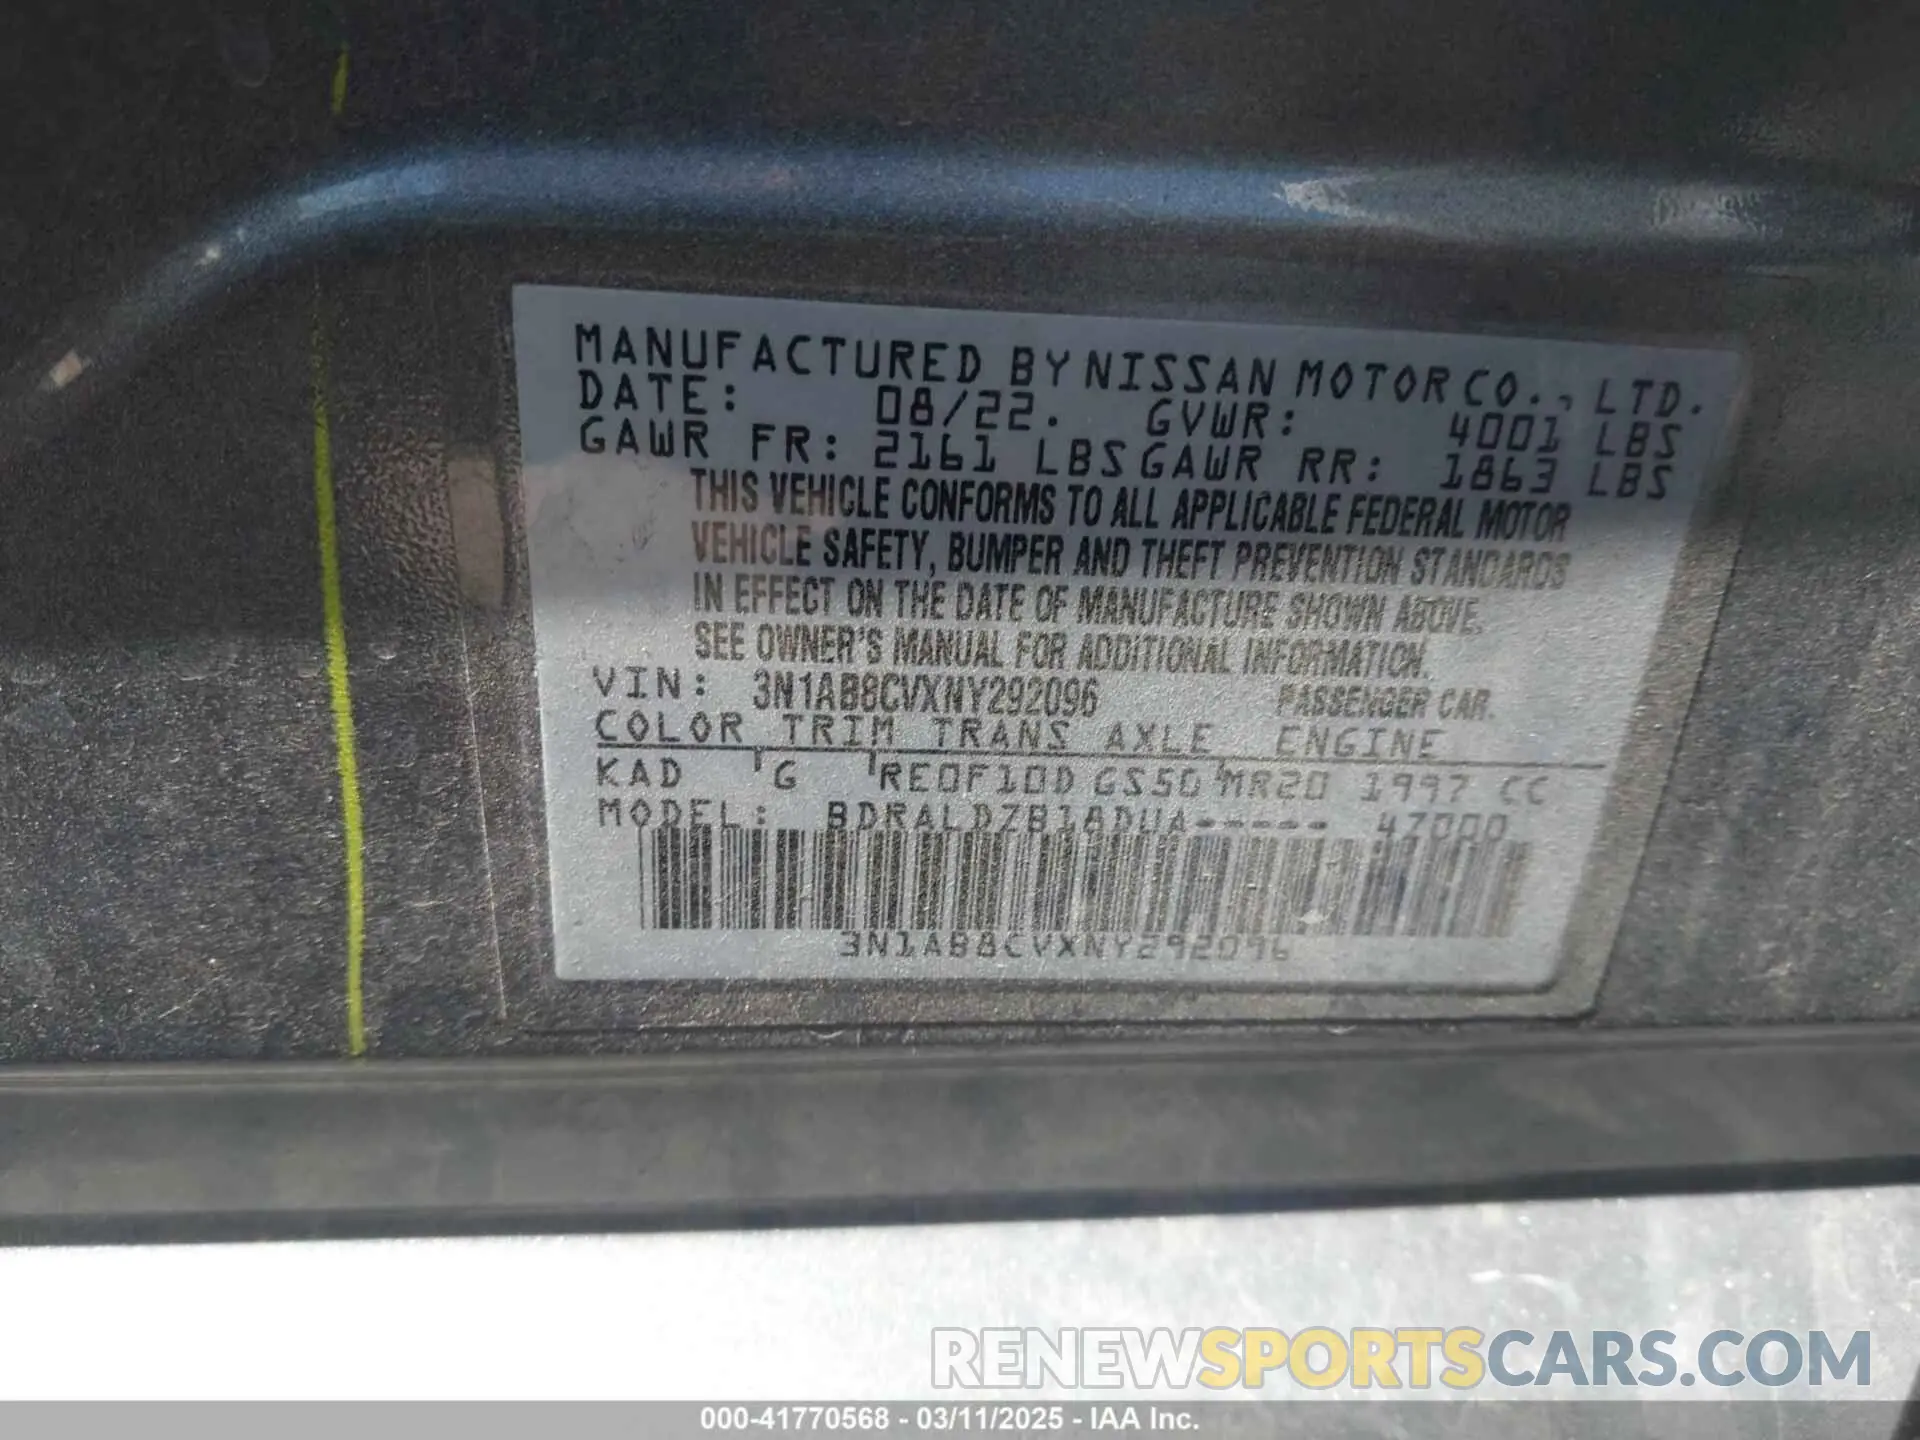 MANUFACTURED BY NISSAN MOTOR CO., LTD.
DATE: 08/22. GVWR: 4001 LBS
GAWR FR: 2161 LBS GAWR RR: 1863 LBS
THIS VEHICLE CONFORMS TO ALL APPLICABLE FEDERAL MOTOR
VEHICLE SAFETY, BUMPER AND THEFT PREVENTION STANDARDS
IN EFFECT ON THE DATE OF MANUFACTURE SHOWN ABOVE.
SEE OWNER'S MANUAL FOR ADDITIONAL INFORMATION.
VIN: 3N1AB8CVXNY292096 PASSENGER CAR.
COLOR TRIM TRANS AXLE ENGINE
KAD G RE0F10D GS50 MR20 1997 CC
MODEL: BDRALDZB18DUA----- 47000
3N1AB8CVXNY292096
RENEWSPORTSCARS.COM
000-41770568 - 03/11/2025 - IAA Inc.